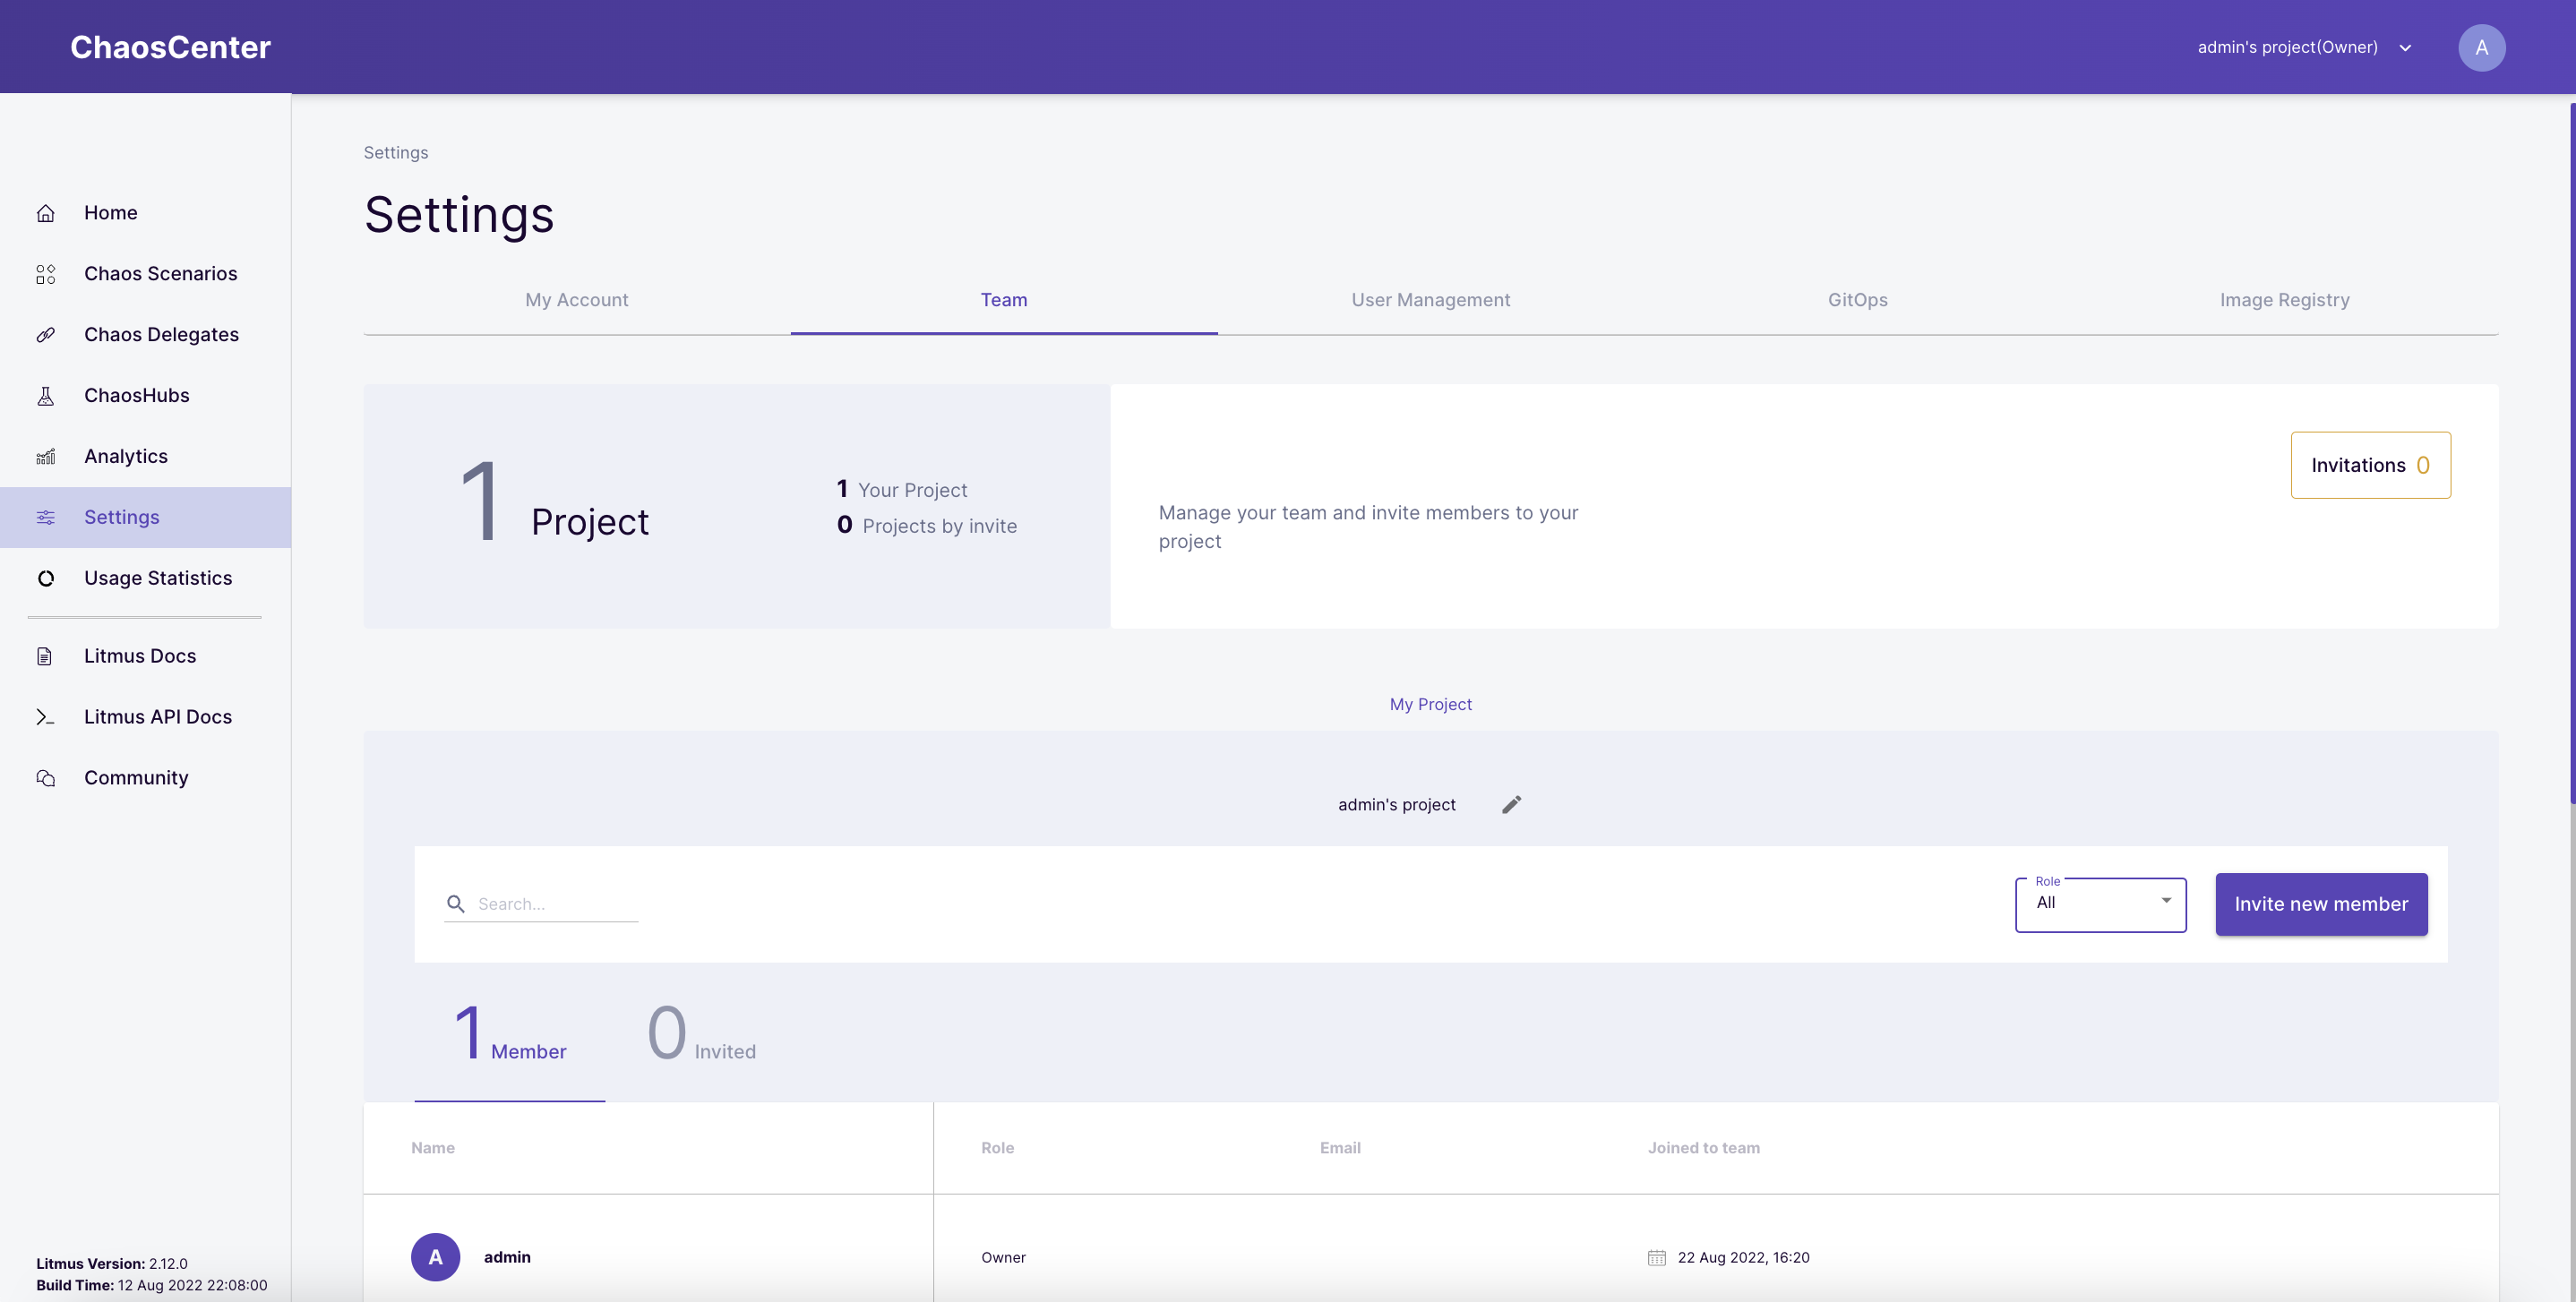 ChaosCenter
admin's project(Owner)
A
Home
Chaos Scenarios
Chaos Delegates
ChaosHubs
Analytics
Settings
Usage Statistics
Litmus Docs
Litmus API Docs
Community
Litmus Version: 2.12.0
Build Time: 12 Aug 2022 22:08:00
Settings
Settings
My Account
Team
User Management
GitOps
Image Registry
1 Project
1 Your Project
0 Projects by invite
Manage your team and invite members to your
project
Invitations 0
My Project
admin's project
Search...
Role
All
Invite new member
1 Member
0 Invited
Name
Role
Email
Joined to team
A
admin
Owner
22 Aug 2022, 16:20